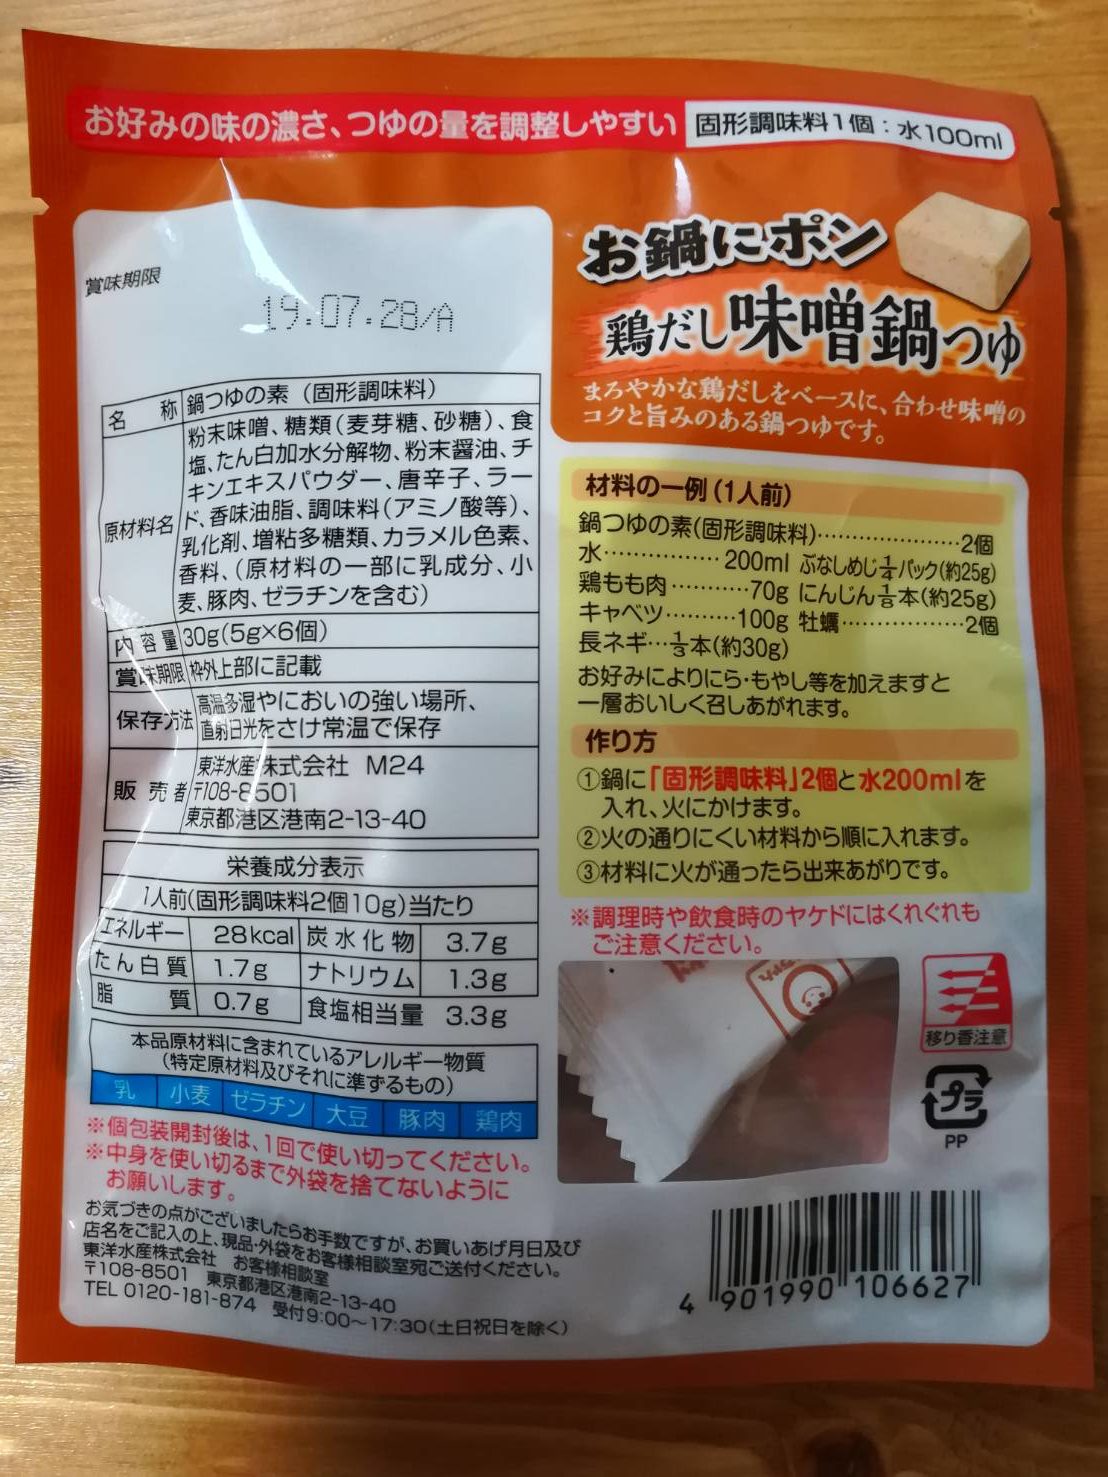 お好みの味の濃さ、つゆの量を調整しやすい 固形調味料1個：水100ml
賞味期限
19.07.28/A
名称 鍋つゆの素（固形調味料）
原材料名 粉末味噌、糖類（麦芽糖、砂糖）、食
塩、たん白加水分解物、粉末醤油、チ
キンエキスパウダー、唐辛子、ラー
ド、香味油脂、調味料（アミノ酸等）、
乳化剤、増粘多糖類、カラメル色素、
香料、（原材料の一部に乳成分、小
麦、豚肉、ゼラチンを含む）
内容量 30g(5g×6個)
賞味期限 枠外上部に記載
保存方法 高温多湿やにおいの強い場所、
直射日光をさけ常温で保存
販売者 東洋水産株式会社 M24
〒108-8501
東京都港区港南2-13-40
栄養成分表示
1人前(固形調味料2個10g)当たり
エネルギー 28kcal 炭水化物 3.7g
たん白質 1.7g ナトリウム 1.3g
脂質 0.7g 食塩相当量 3.3g
本品原材料に含まれているアレルギー物質
(特定原材料及びそれに準ずるもの)
乳 小麦 ゼラチン 大豆 豚肉 鶏肉
※個包装開封後は、1回で使い切ってください。
※中身を使い切るまで外袋を捨てないように
お願いします。
お気づきの点がございましたらお手数ですが、お買いあげ月日及び
店名をご記入の上、現品・外袋をお客様相談室宛ご送付ください。
東洋水産株式会社 お客様相談室
〒108-8501 東京都港区港南2-13-40
TEL 0120-181-874 受付9:00〜17:30(土日祝日を除く)
お鍋にポン
鶏だし味噌鍋つゆ
まろやかな鶏だしをベースに、合わせ味噌の
コクと旨みのある鍋つゆです。
材料の一例(1人前)
鍋つゆの素(固形調味料)…………………2個
水……………200ml ぶなしめじ1/4パック(約25g)
鶏もも肉…………70g にんじん1/8本(約25g)
キャベツ…………100g 牡蠣………………2個
長ネギ…1/3本(約30g)
お好みによりにら・もやし等を加えますと
一層おいしく召しあがれます。
作り方
①鍋に「固形調味料」2個と水200mlを
入れ、火にかけます。
②火の通りにくい材料から順に入れます。
③材料に火が通ったら出来あがりです。
※調理時や飲食時のヤケドにはくれぐれも
ご注意ください。
移り香注意
プラ
PP
4 901990 106627